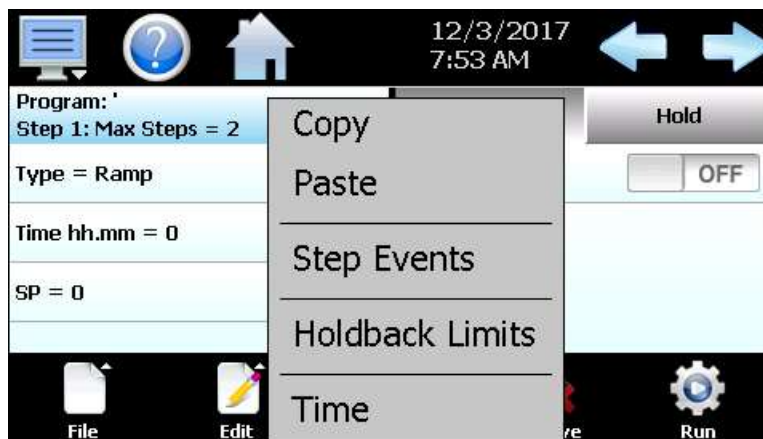 12/3/2017
7:53 AM
Program: '
Step 1: Max Steps = 2
Hold
Type = Ramp
OFF
Time hh.mm = 0
SP = 0
Copy
Paste
Step Events
Holdback Limits
Time
File
Edit
Run